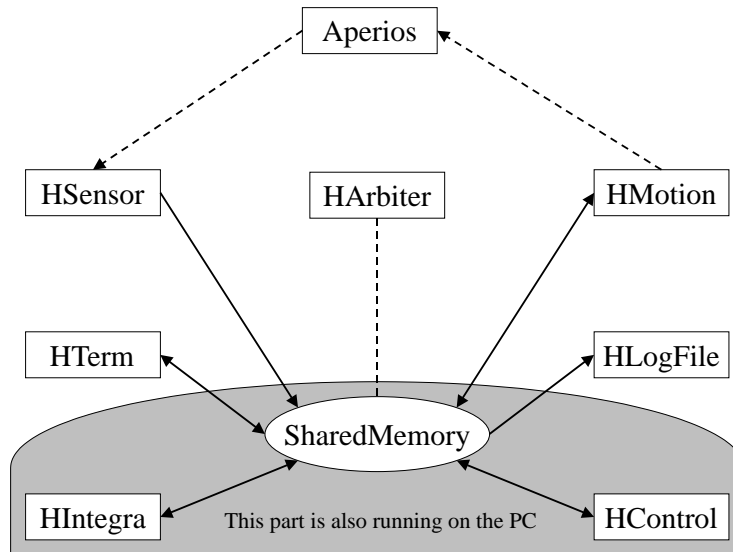 Aperios
HSensor
HArbiter
HMotion
HTerm
HLogFile
SharedMemory
HIntegra
This part is also running on the PC
HControl